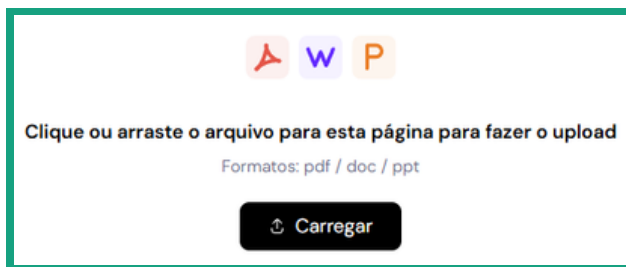 W P
Clique ou arraste o arquivo para esta página para fazer o upload
Formatos: pdf / doc / ppt
Carregar